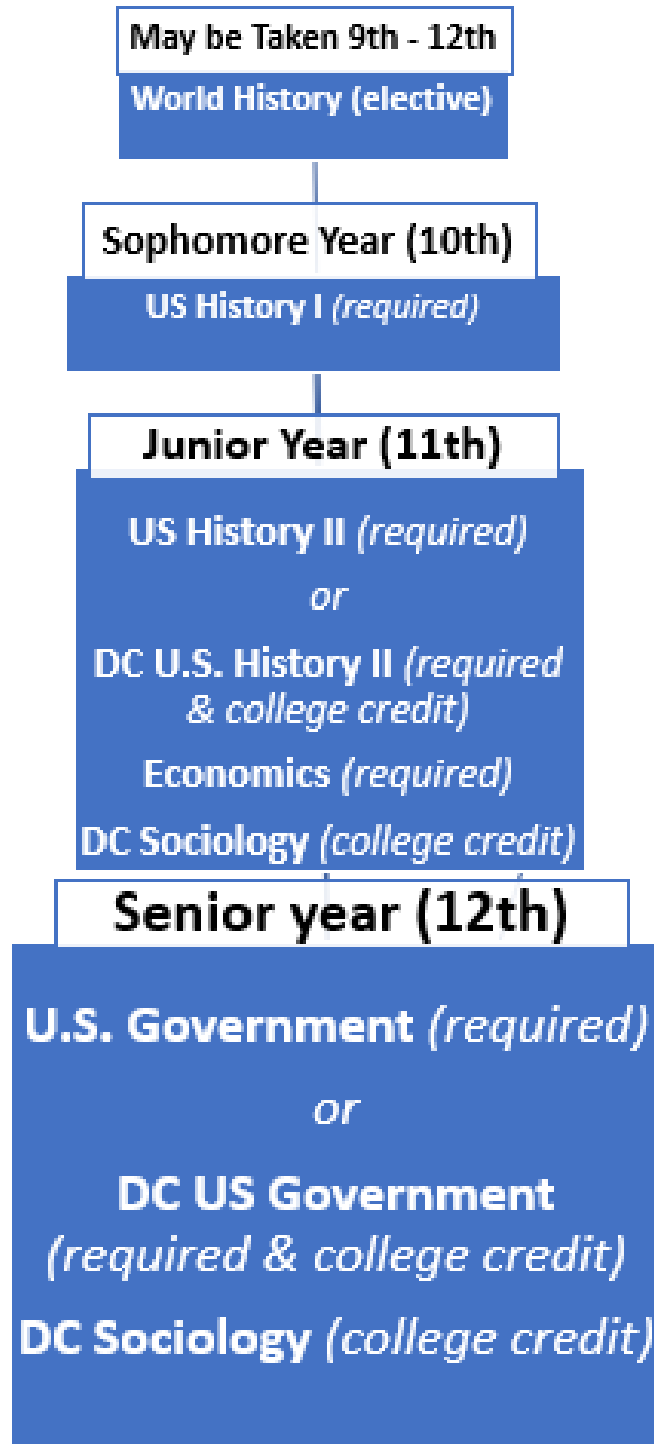 May be Taken 9th - 12th
World History (elective)
Sophomore Year (10th)
US History I (required)
Junior Year (11th)
US History II (required)
or
DC U.S. History II (required
& college credit)
Economics (required)
DC Sociology (college credit)
Senior year (12th)
U.S. Government (required)
or
DC US Government
(required & college credit)
DC Sociology (college credit)